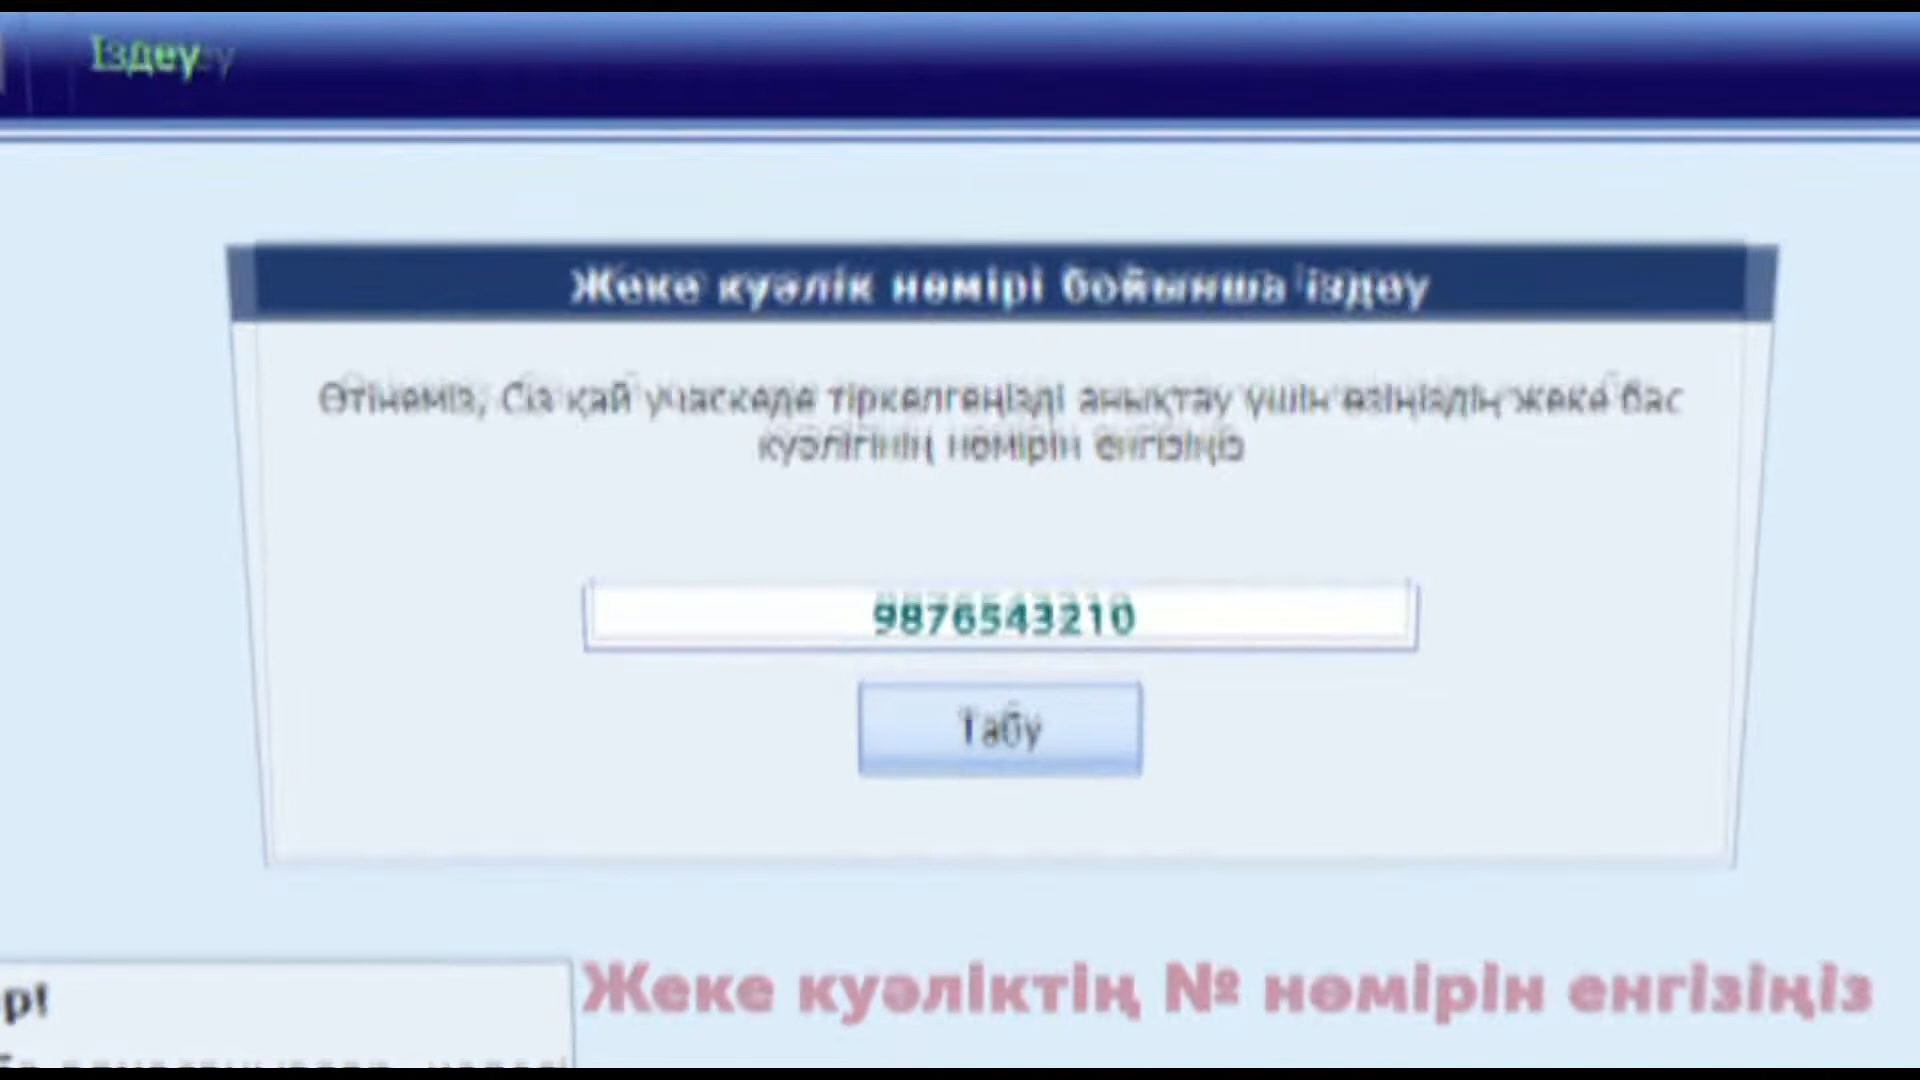 Іздеу
Жеке куәлік нөмірі бойынша іздеу
Өтінеміз, Сіз қай учаскеде тіркелгеңізді анықтау үшін өзіңіздің жеке бас
куәлігінің нөмірін енгізіңіз
9876543210
Табу
Жеке куәліктің № нөмірін енгізіңіз
р!